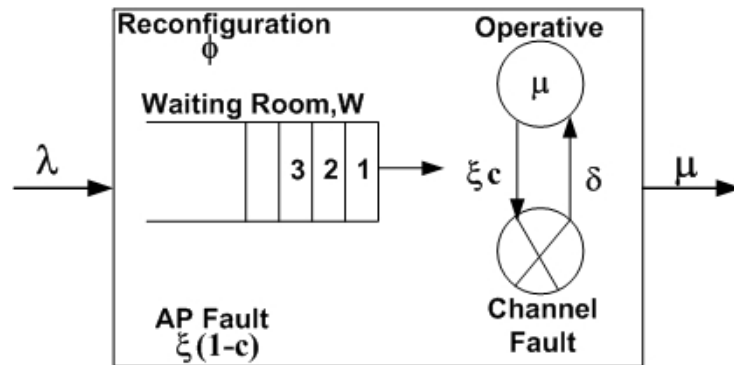 Reconfiguration
ϕ
Operative
μ
Waiting Room,W
3 2 1
λ
ξc
δ
μ
AP Fault
ξ(1-c)
Channel
Fault